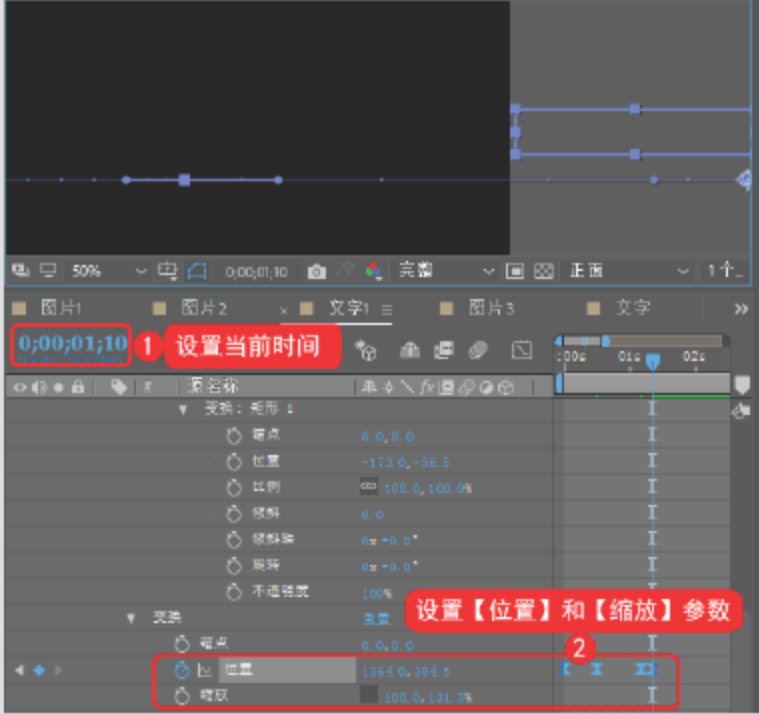 50% 0;00;01;10 完整 正面 1个...
图片1 图片2 × 文字1 图片3 文字 »
0;00;01;10 1 设置当前时间
:00s 01s 02s
# 源名称 fx
变换：矩形 1
锚点 0.0,0.0
位置 -173.0,-56.5
比例 100.0,100.0%
倾斜 0.0
倾斜轴 0x+0.0°
旋转 0x+0.0°
不透明度 100%
设置【位置】和【缩放】参数
变换 重置
2
锚点 0.0,0.0
位置 1364.0,384.5
缩放 100.0,131.3%